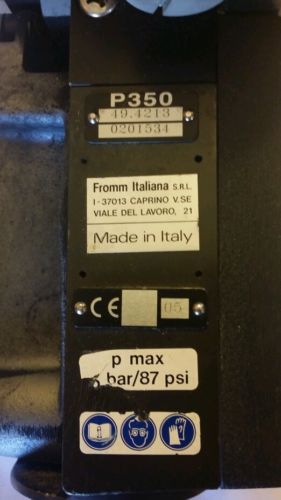 P350
49.4213
0201534
Fromm Italiana S.R.L.
I-37013 CAPRINO V.SE
VIALE DEL LAVORO, 21
Made in Italy
CE 05
p max
bar/87 psi